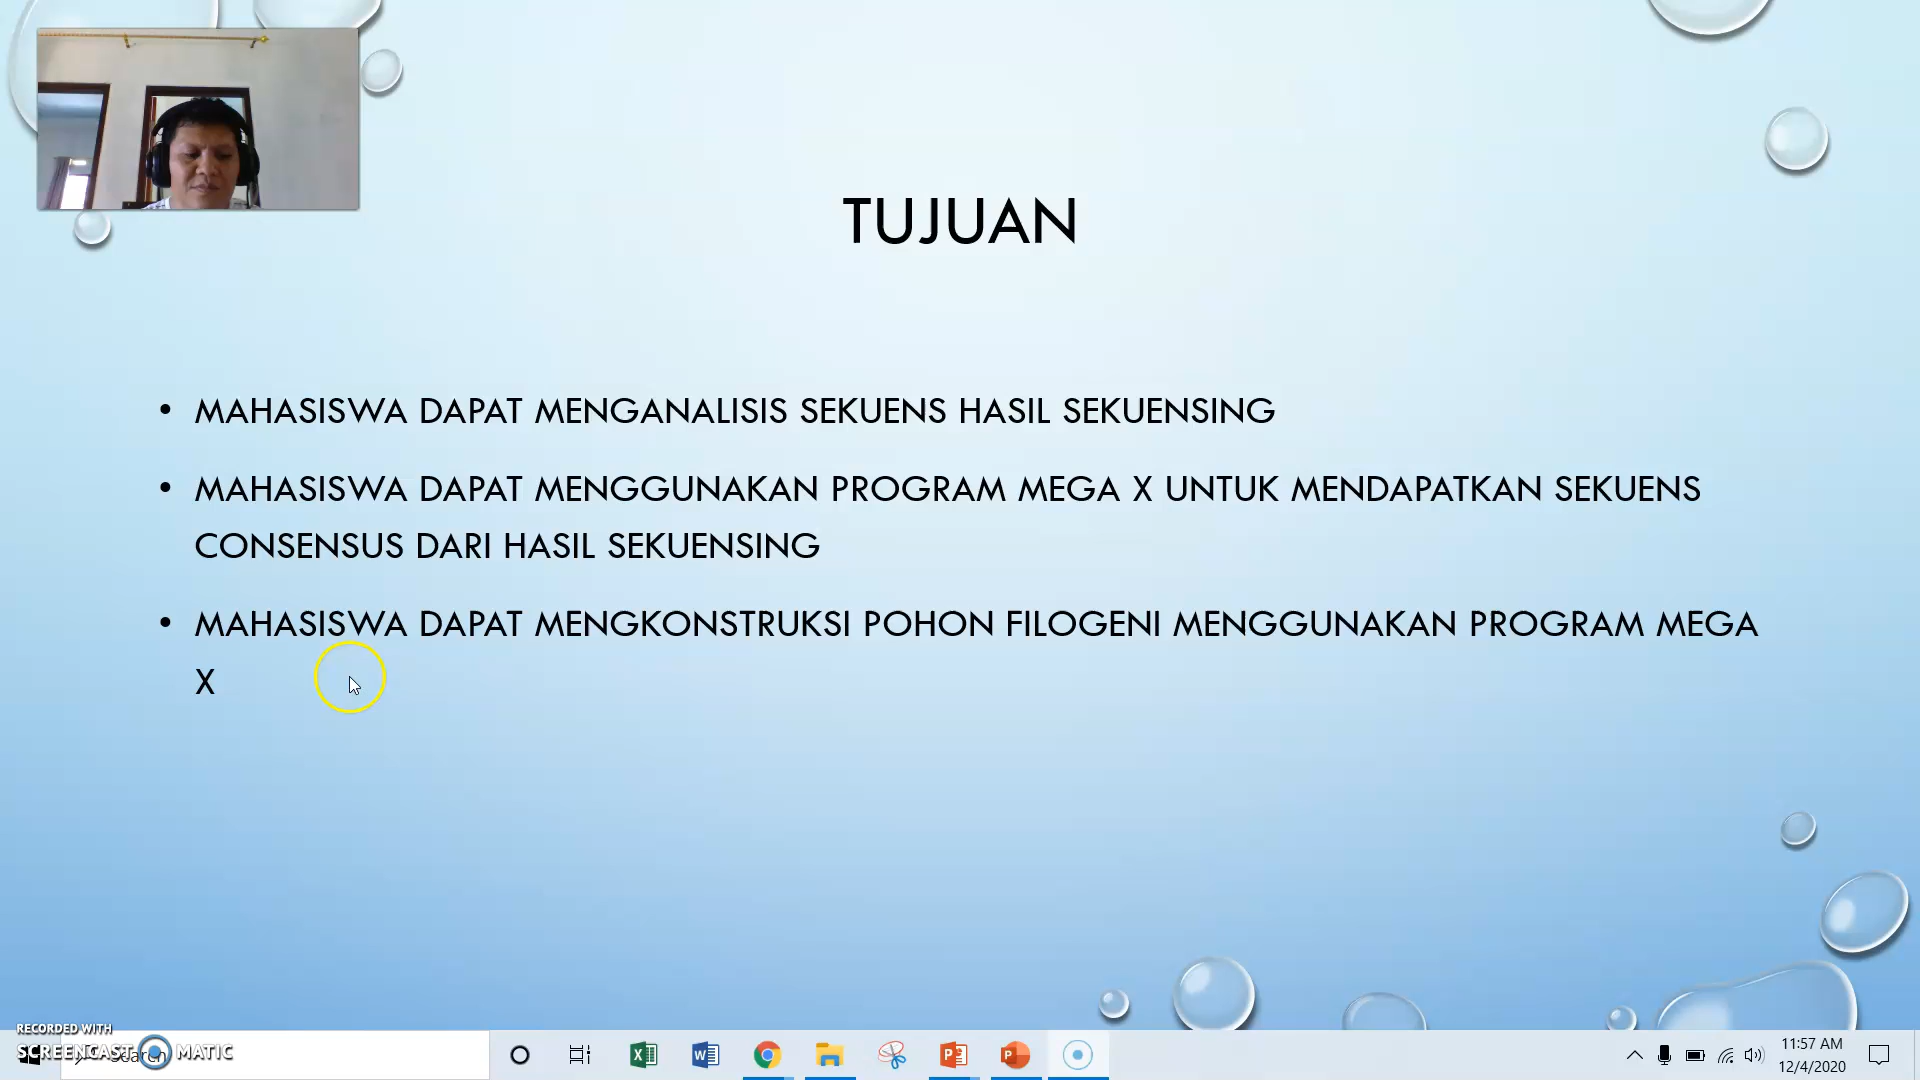 TUJUAN
• MAHASISWA DAPAT MENGANALISIS SEKUENS HASIL SEKUENSING
• MAHASISWA DAPAT MENGGUNAKAN PROGRAM MEGA X UNTUK MENDAPATKAN SEKUENS
CONSENSUS DARI HASIL SEKUENSING
• MAHASISWA DAPAT MENGKONSTRUKSI POHON FILOGENI MENGGUNAKAN PROGRAM MEGA
X
RECORDED WITH
SCREENCAST MATIC
Search
11:57 AM
12/4/2020